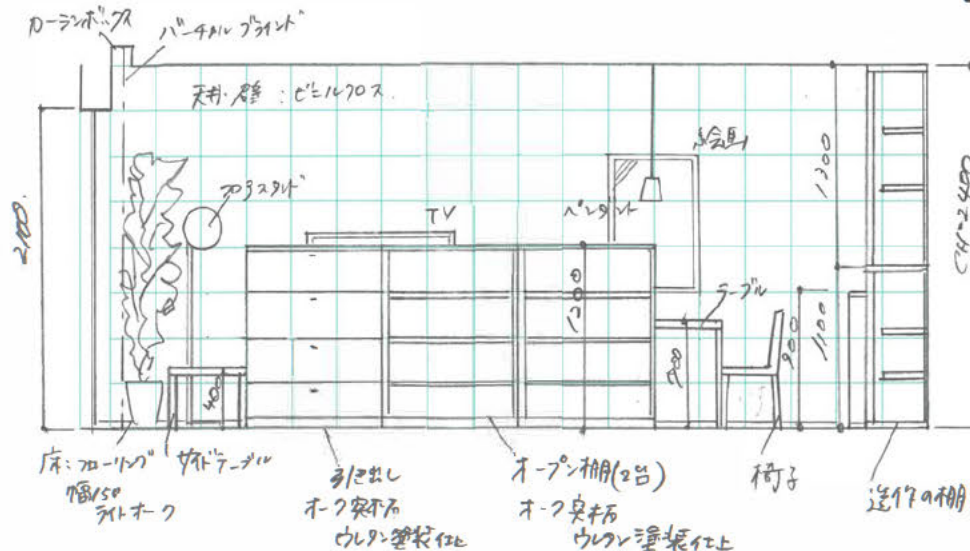 カーテンボックス
バーチカルブラインド
天井・壁：ビニルクロス
絵画
フロアスタンド
TV
ペンダント
テーブル
2100
1200
1300
CH=2400
400
700
900
1100
床：フローリング
幅150
ライトオーク
サイドテーブル
引き出し
オーク突板
ウレタン塗装仕上
オープン棚(2台)
オーク突板
ウレタン塗装仕上
椅子
造作の棚